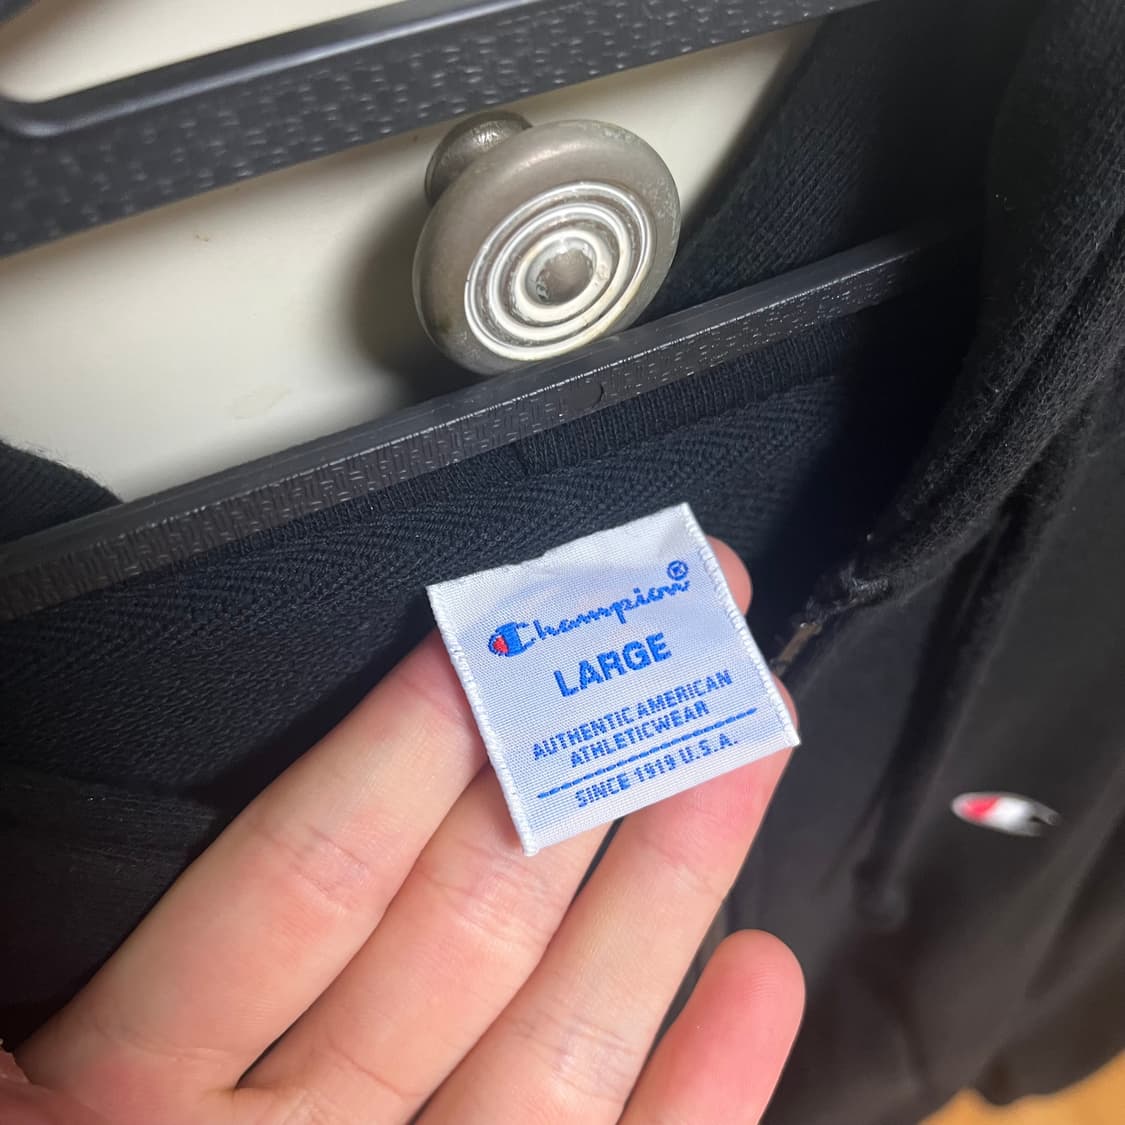 Champion®
LARGE
AUTHENTIC AMERICAN
ATHLETICWEAR
SINCE 1919 U.S.A.